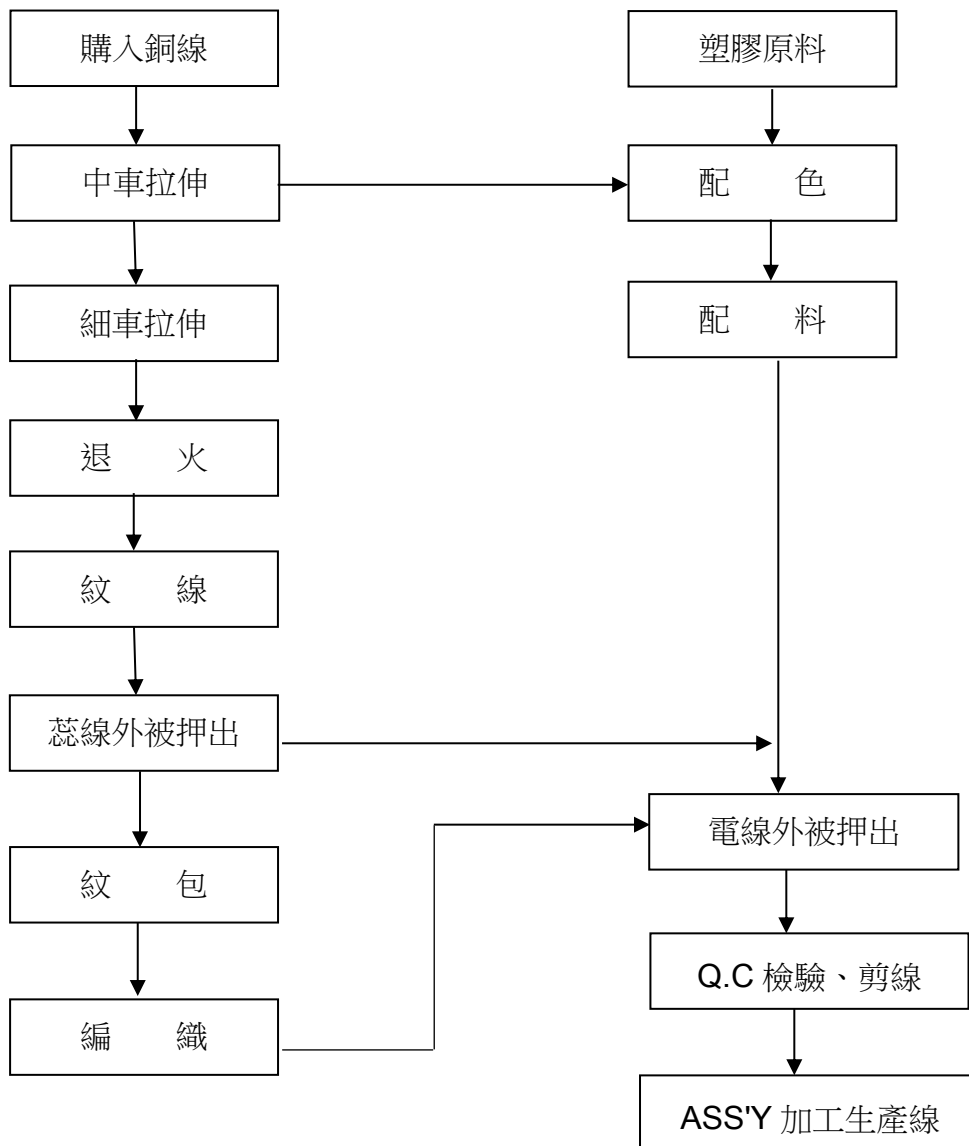 購入銅線
中車拉伸
細車拉伸
退 火
紋 線
蕊線外被押出
紋 包
編 織
塑膠原料
配 色
配 料
電線外被押出
Q.C 檢驗、剪線
ASS'Y 加工生產線